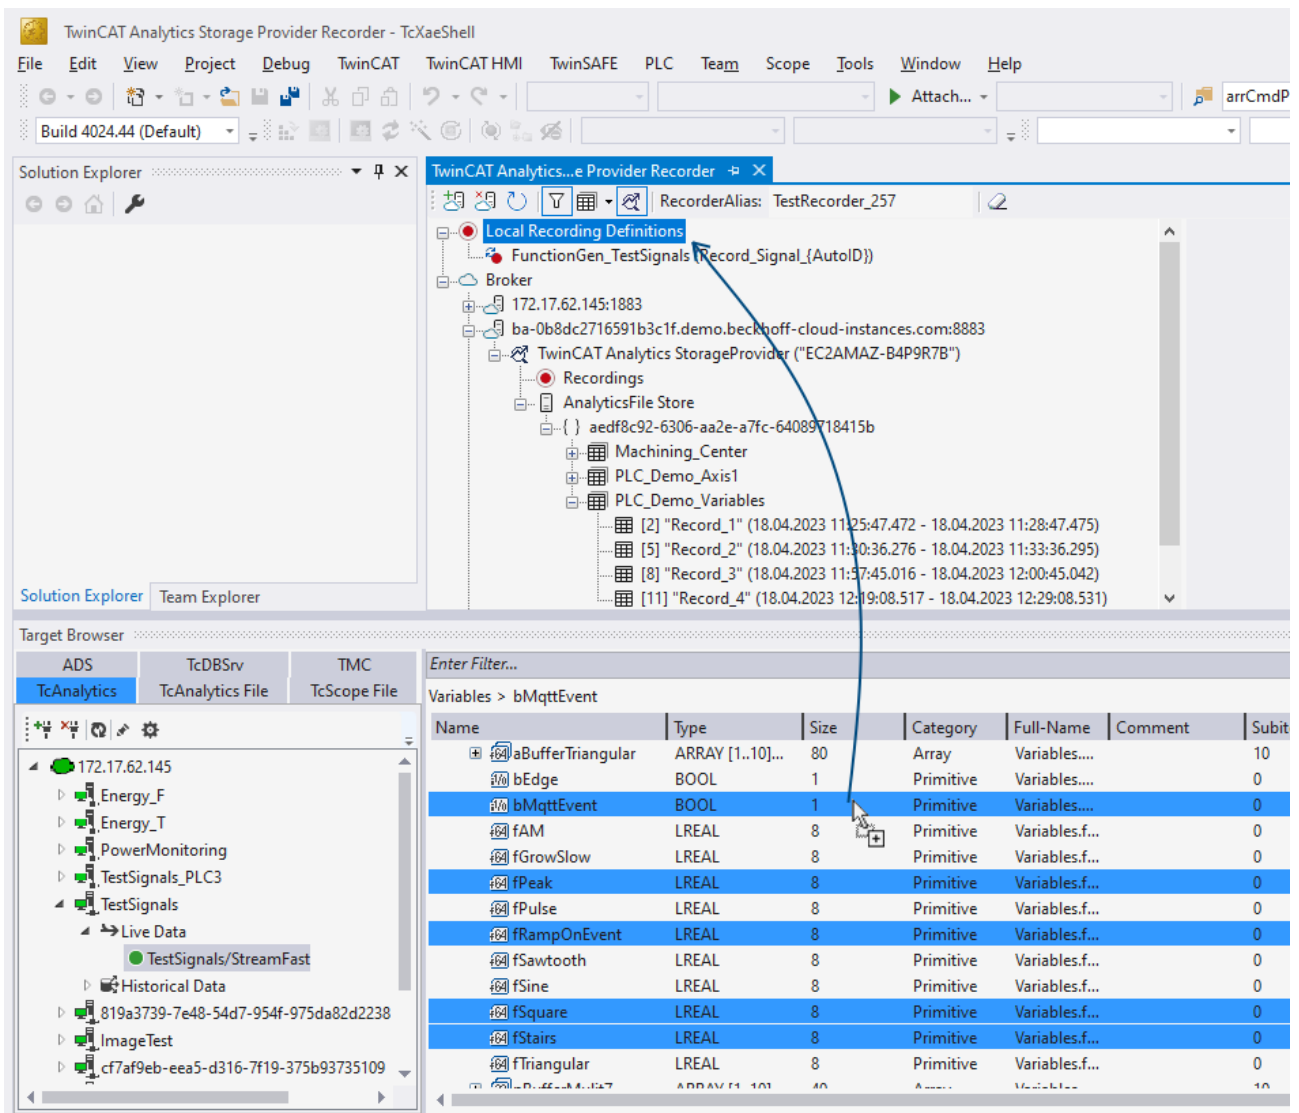 TwinCAT Analytics Storage Provider Recorder - TcXaeShell
File Edit View Project Debug TwinCAT TwinCAT HMI TwinSAFE PLC Team Scope Tools Window Help
Attach... arrCmdP
Build 4024.44 (Default)
Solution Explorer
TwinCAT Analytics...e Provider Recorder
RecorderAlias: TestRecorder_257
Local Recording Definitions
FunctionGen_TestSignals (Record_Signal_{AutoID})
Broker
172.17.62.145:1883
ba-0b8dc2716591b3c1f.demo.beckhoff-cloud-instances.com:8883
TwinCAT Analytics StorageProvider ("EC2AMAZ-B4P9R7B")
Recordings
AnalyticsFile Store
aedf8c92-6306-aa2e-a7fc-64089718415b
Machining_Center
PLC_Demo_Axis1
PLC_Demo_Variables
[2] "Record_1" (18.04.2023 11:25:47.472 - 18.04.2023 11:28:47.475)
[5] "Record_2" (18.04.2023 11:30:36.276 - 18.04.2023 11:33:36.295)
[8] "Record_3" (18.04.2023 11:57:45.016 - 18.04.2023 12:00:45.042)
[11] "Record_4" (18.04.2023 12:19:08.517 - 18.04.2023 12:29:08.531)
Solution Explorer Team Explorer
Target Browser
ADS TcDBSrv TMC
TcAnalytics TcAnalytics File TcScope File
172.17.62.145
Energy_F
Energy_T
PowerMonitoring
TestSignals_PLC3
TestSignals
Live Data
TestSignals/StreamFast
Historical Data
819a3739-7e48-54d7-954f-975da82d2238
ImageTest
cf7af9eb-eea5-d316-7f19-375b93735109
Enter Filter...
Variables > bMqttEvent
Name Type Size Category Full-Name Comment Subit
aBufferTriangular ARRAY [1..10]... 80 Array Variables.... 10
bEdge BOOL 1 Primitive Variables.... 0
bMqttEvent BOOL 1 Primitive Variables.... 0
fAM LREAL 8 Primitive Variables.f... 0
fGrowSlow LREAL 8 Primitive Variables.f... 0
fPeak LREAL 8 Primitive Variables.f... 0
fPulse LREAL 8 Primitive Variables.f... 0
fRampOnEvent LREAL 8 Primitive Variables.f... 0
fSawtooth LREAL 8 Primitive Variables.f... 0
fSine LREAL 8 Primitive Variables.f... 0
fSquare LREAL 8 Primitive Variables.f... 0
fStairs LREAL 8 Primitive Variables.f... 0
fTriangular LREAL 8 Primitive Variables.f... 0